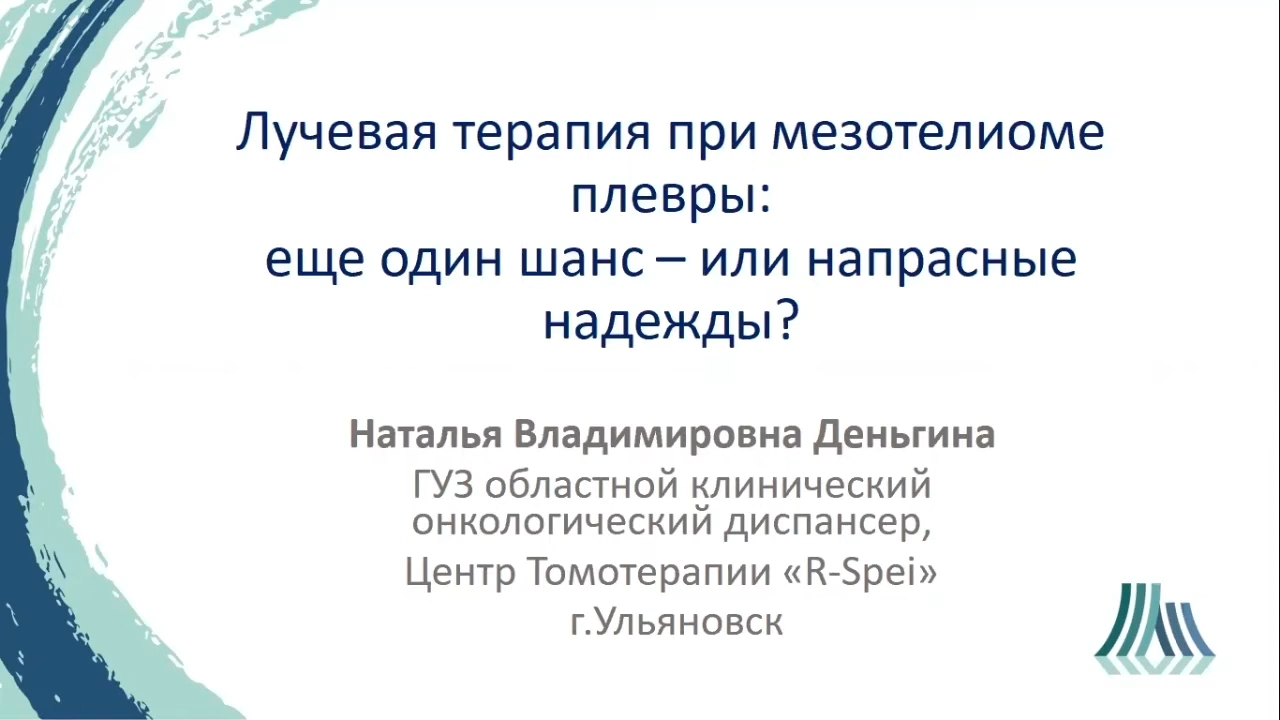 Лучевая терапия при мезотелиоме
плевры:
еще один шанс – или напрасные
надежды?
Наталья Владимировна Деньгина
ГУЗ областной клинический
онкологический диспансер,
Центр Томотерапии «R-Spei»
г.Ульяновск